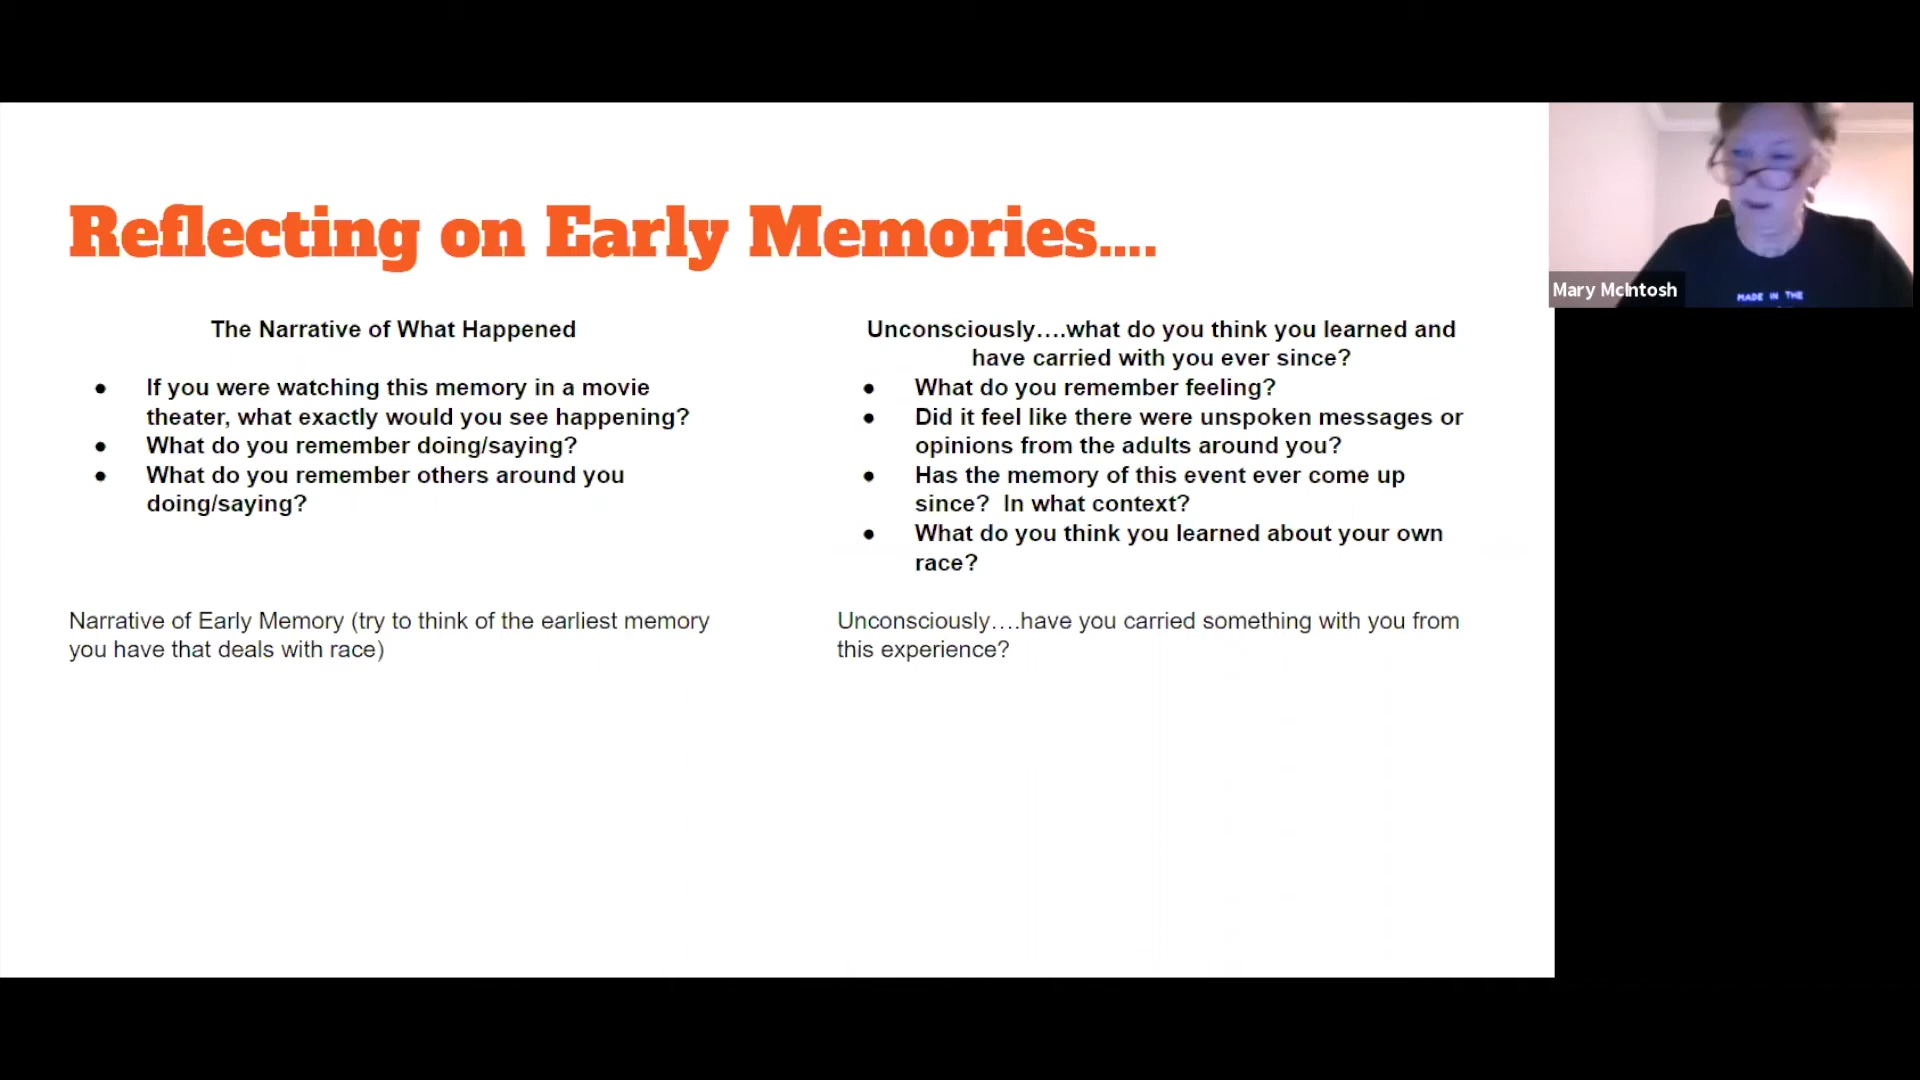 Reflecting on Early Memories....
The Narrative of What Happened
● If you were watching this memory in a movie
theater, what exactly would you see happening?
● What do you remember doing/saying?
● What do you remember others around you
doing/saying?
Narrative of Early Memory (try to think of the earliest memory
you have that deals with race)
Unconsciously….what do you think you learned and
have carried with you ever since?
● What do you remember feeling?
● Did it feel like there were unspoken messages or
opinions from the adults around you?
● Has the memory of this event ever come up
since?  In what context?
● What do you think you learned about your own
race?
Unconsciously….have you carried something with you from
this experience?
Mary McIntosh
MADE IN THE